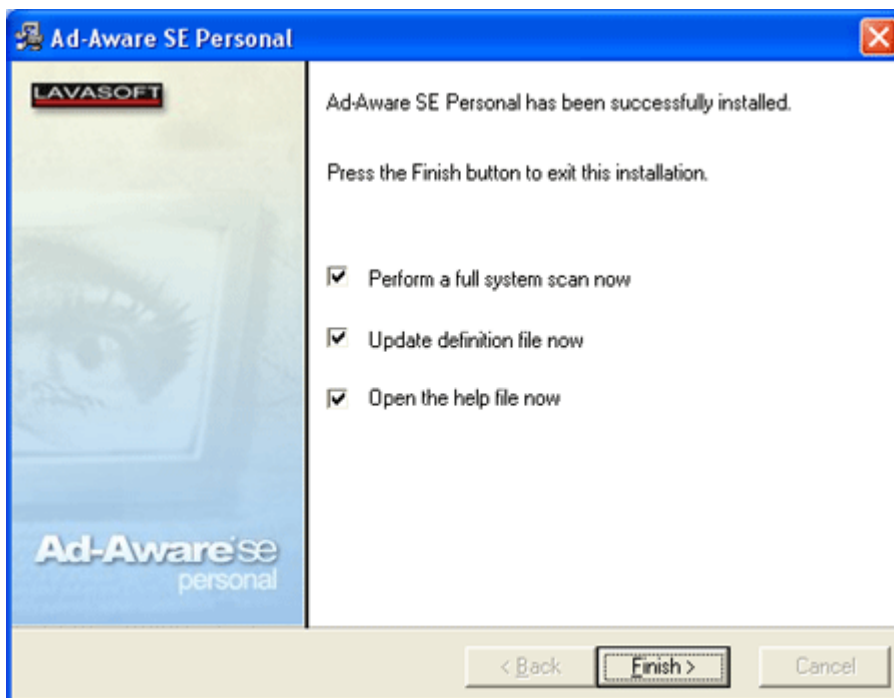 Ad-Aware SE Personal
LAVASOFT
Ad-Aware SE Personal has been successfully installed.
Press the Finish button to exit this installation.
Perform a full system scan now
Update definition file now
Open the help file now
Ad-Aware se
personal
< Back
Finish >
Cancel